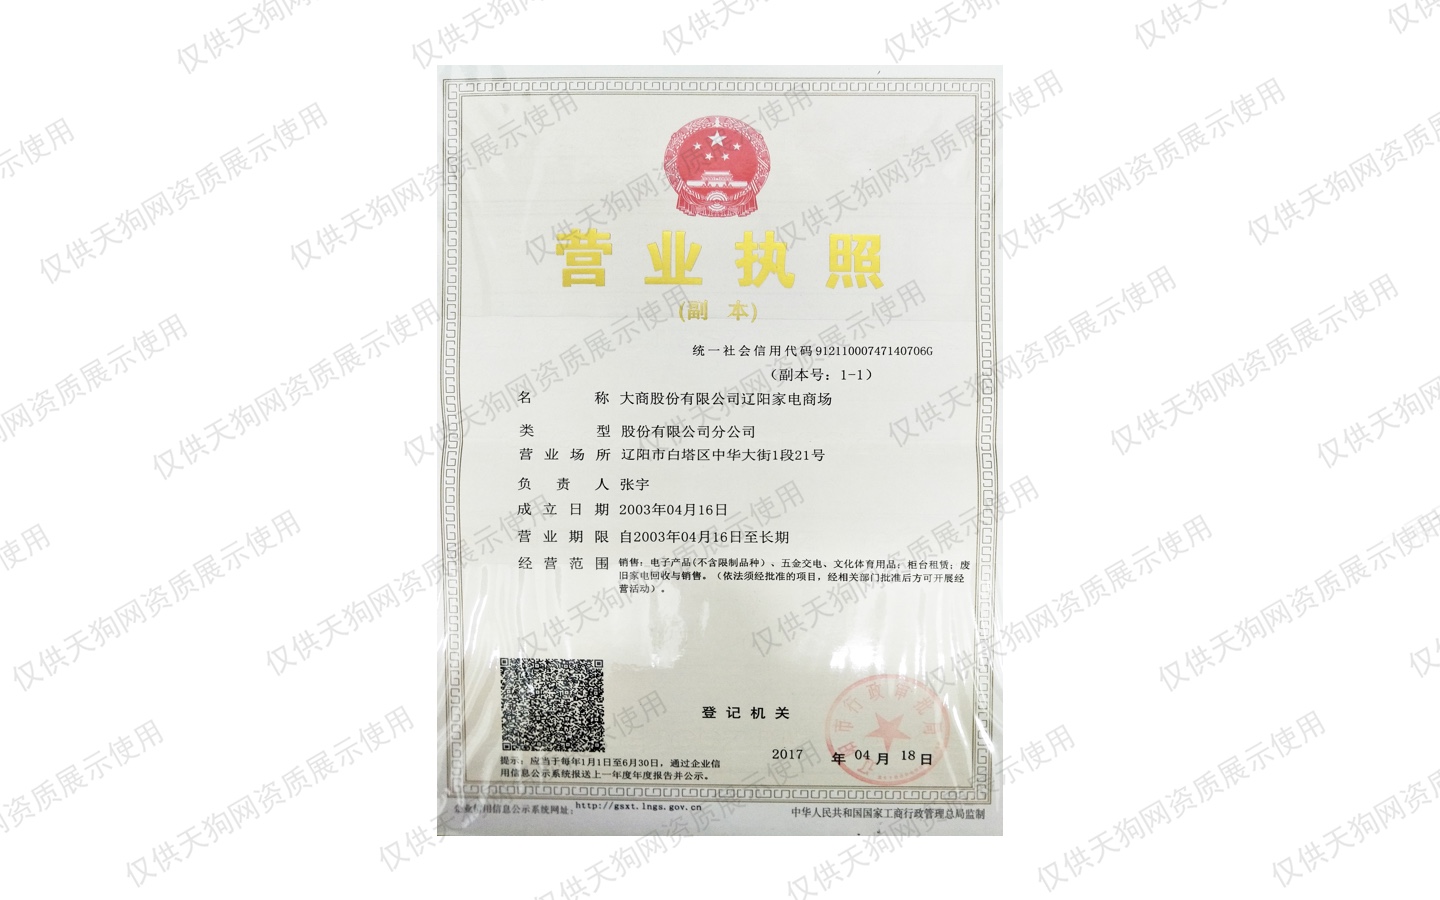 营业执照
(副 本)
统一社会信用代码 91211000747140706G
（副本号：1-1）
名称 大商股份有限公司辽阳家电商场
类型 股份有限公司分公司
营业场所 辽阳市白塔区中华大街1段21号
负责人 张宇
成立日期 2003年04月16日
营业期限 自2003年04月16日至长期
经营范围 销售：电子产品(不含限制品种）、五金交电、文化体育用品；柜台租赁；废
旧家电回收与销售。（依法须经批准的项目，经相关部门批准后方可开展经
营活动）。
登记机关
2017 年 04 月 18 日
提示：应当于每年1月1日至6月30日，通过企业信
用信息公示系统报送上一年度年度报告并公示。
企业信用信息公示系统网址：http://gsxt.lngs.gov.cn
中华人民共和国国家工商行政管理总局监制
仅供天狗网资质展示使用